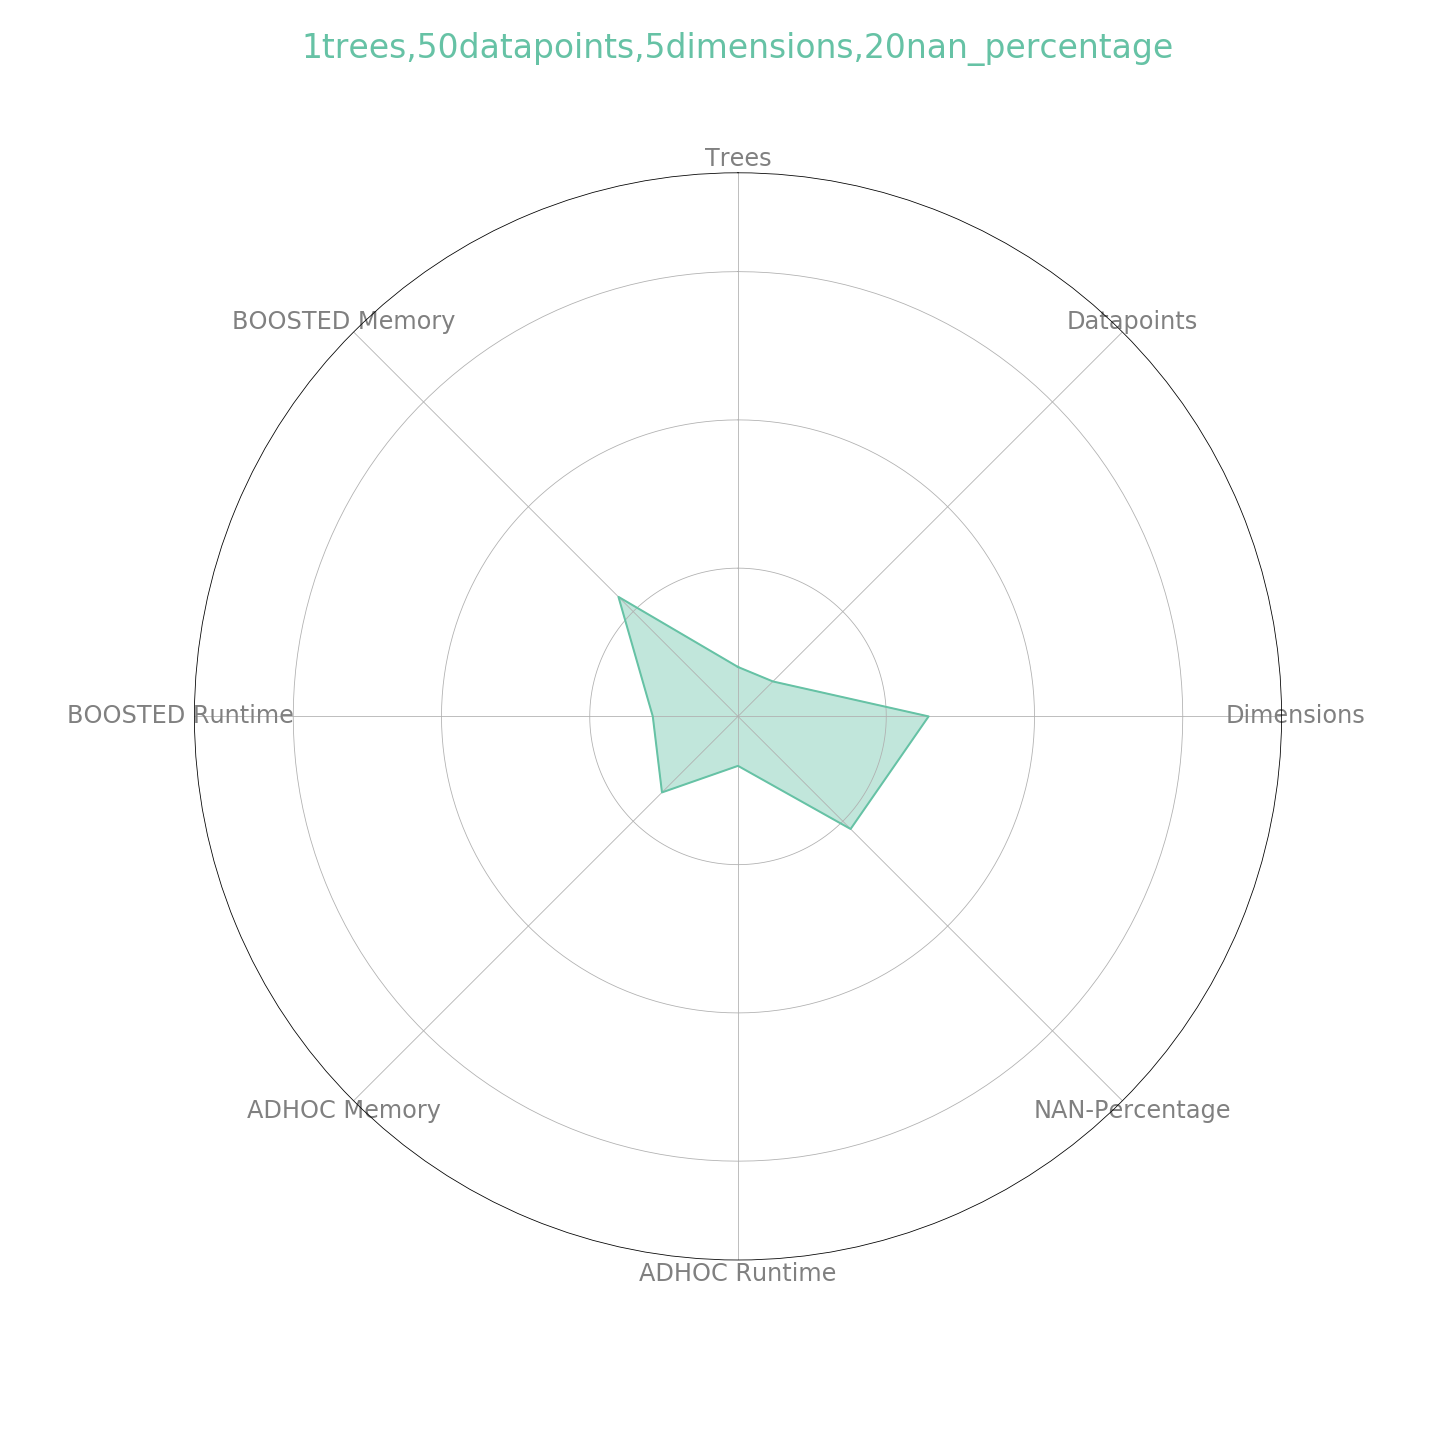 1trees,50datapoints,5dimensions,20nan_percentage
Trees
BOOSTED Memory
Datapoints
BOOSTED Runtime
Dimensions
ADHOC Memory
NAN-Percentage
ADHOC Runtime